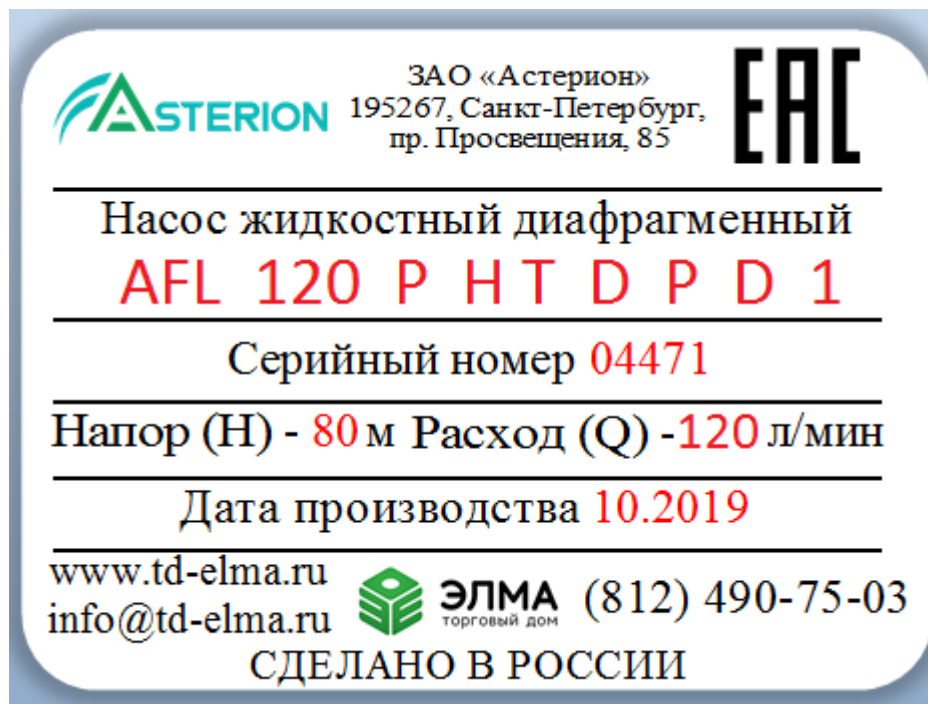 ASTERION
ЗАО «Астерион»
195267, Санкт-Петербург,
пр. Просвещения, 85
EAC
Насос жидкостный диафрагменный
AFL 120 P H T D P D 1
Серийный номер 04471
Напор (Н) - 80 м Расход (Q) -120 л/мин
Дата производства 10.2019
www.td-elma.ru
info@td-elma.ru
ЭЛМА
торговый дом
(812) 490-75-03
СДЕЛАНО В РОССИИ